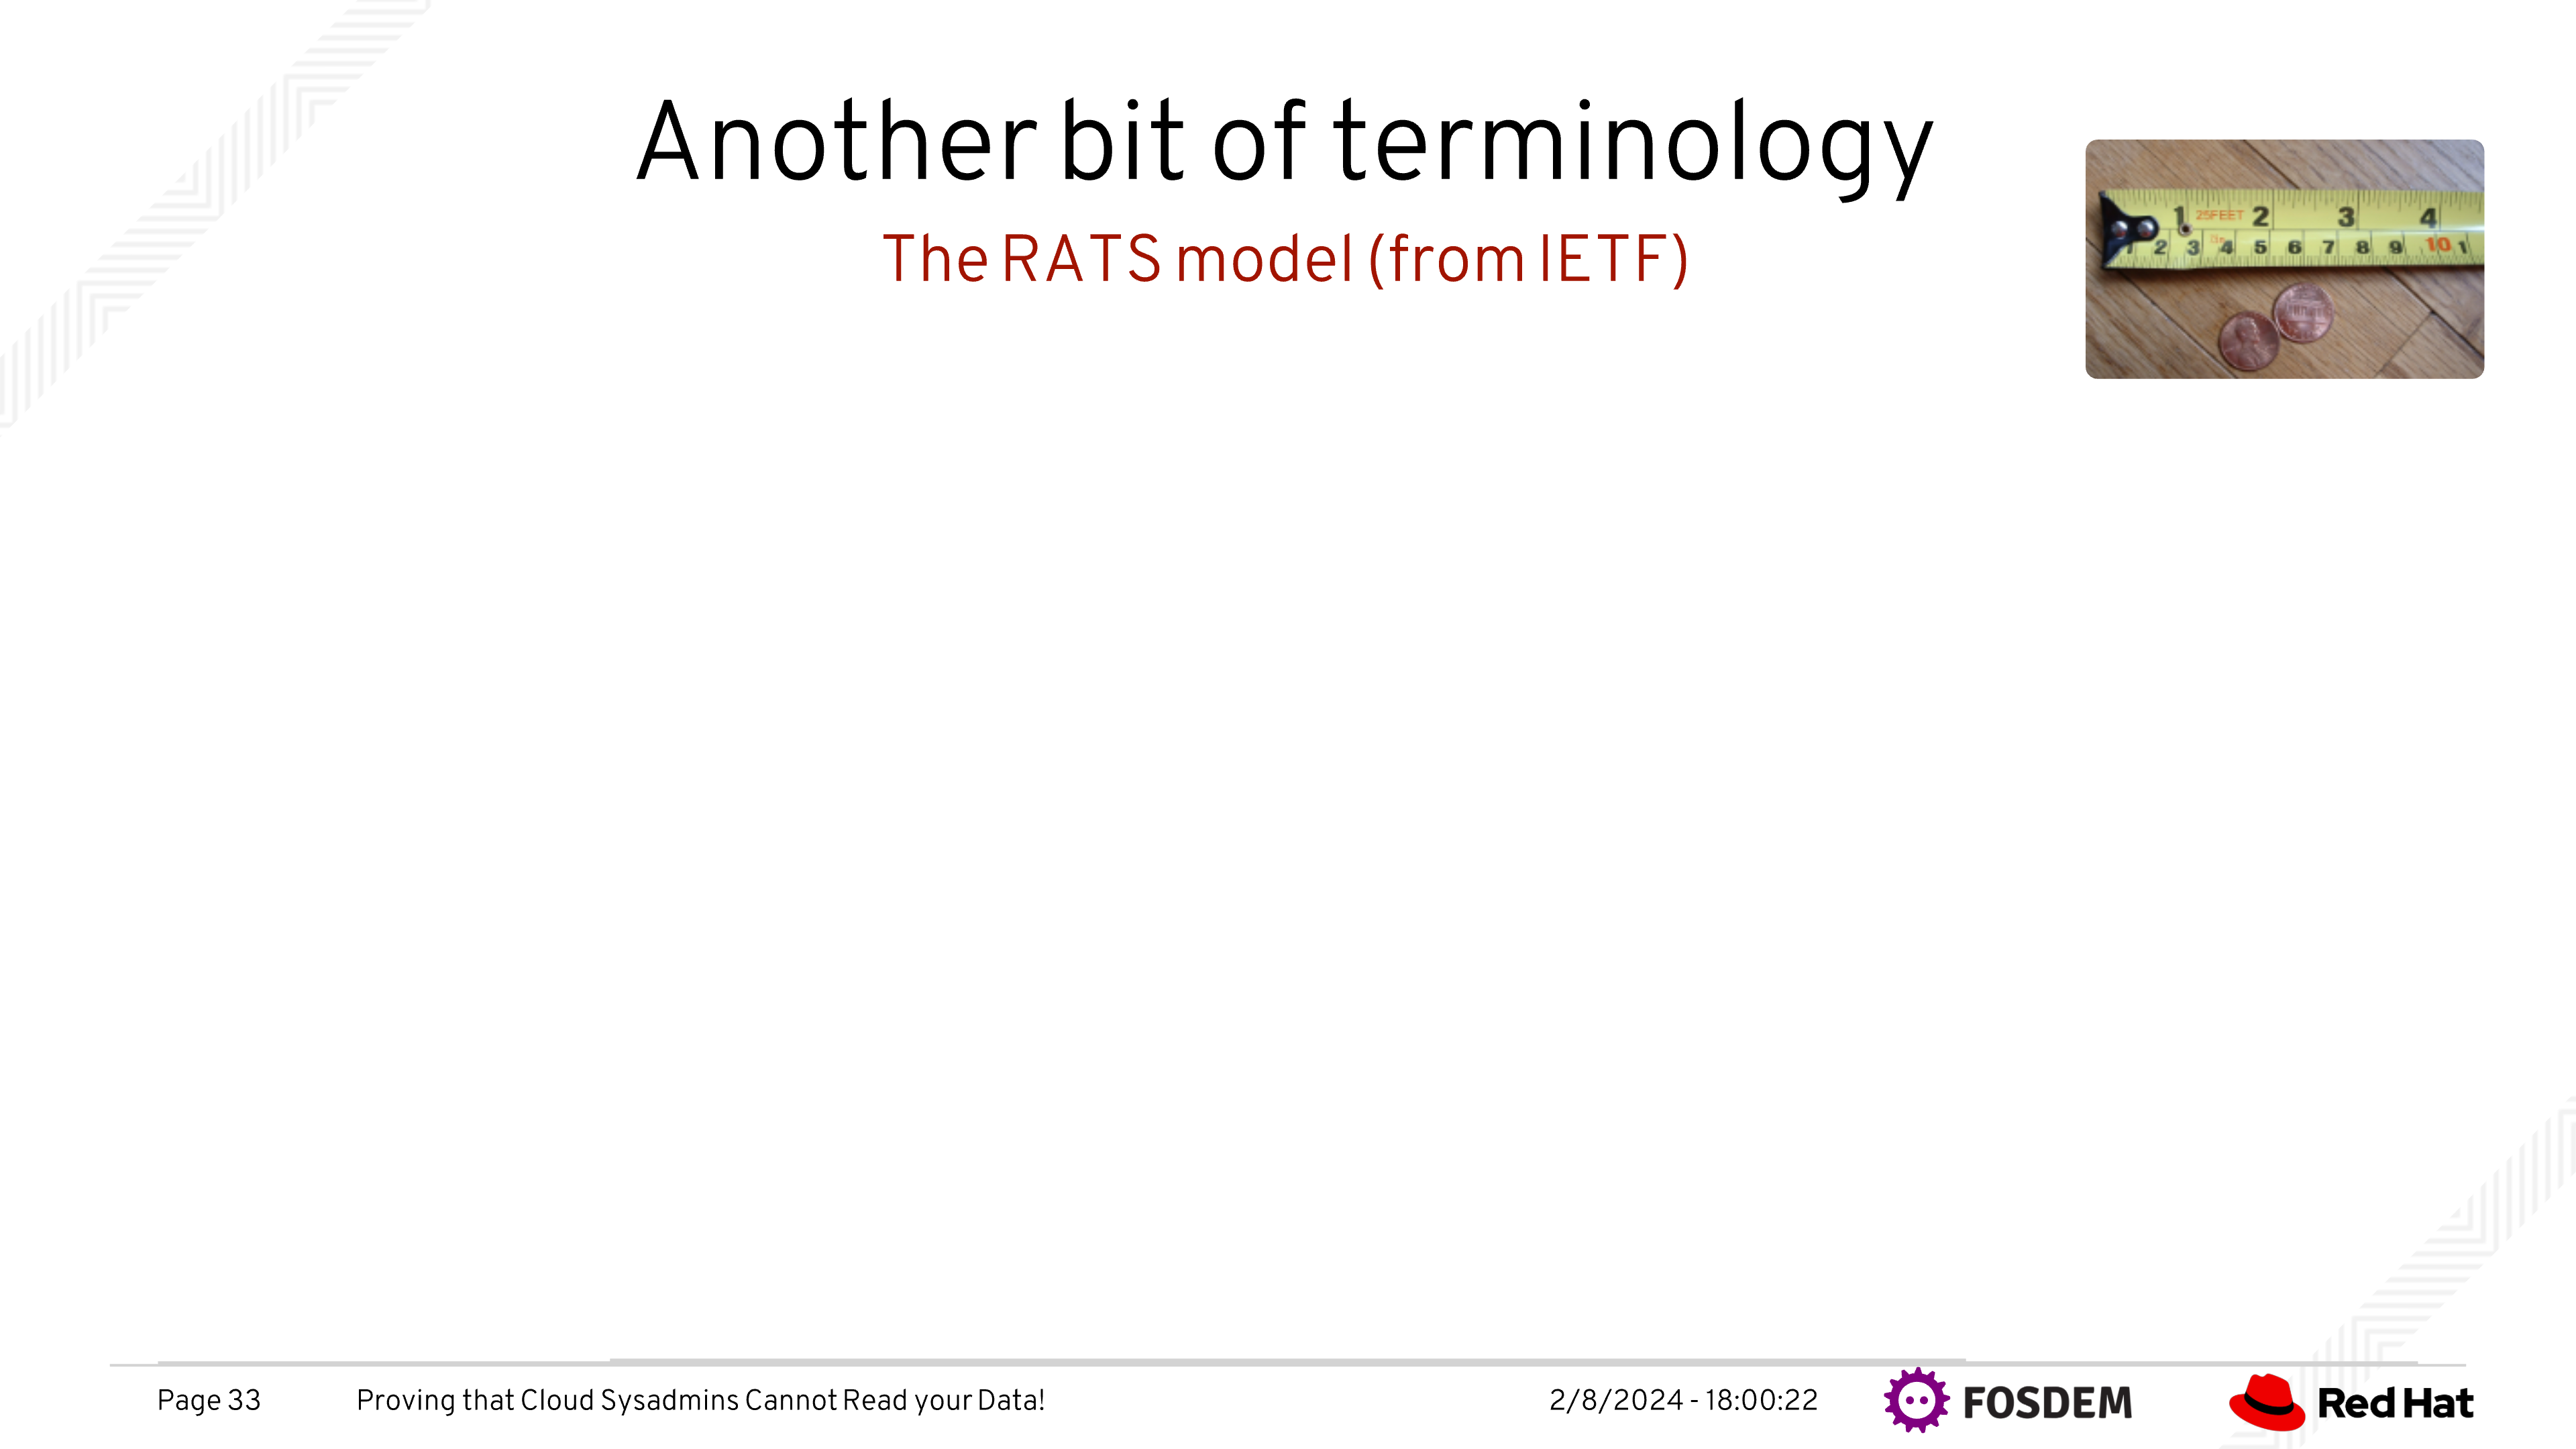 Another bit of terminology
The RATS model (from IETF)
1 25FEET 2 3 4
1 2 3 4 5 6 7 8 9 10 1
Page 33
Proving that Cloud Sysadmins Cannot Read your Data!
2/8/2024 - 18:00:22
FOSDEM
Red Hat